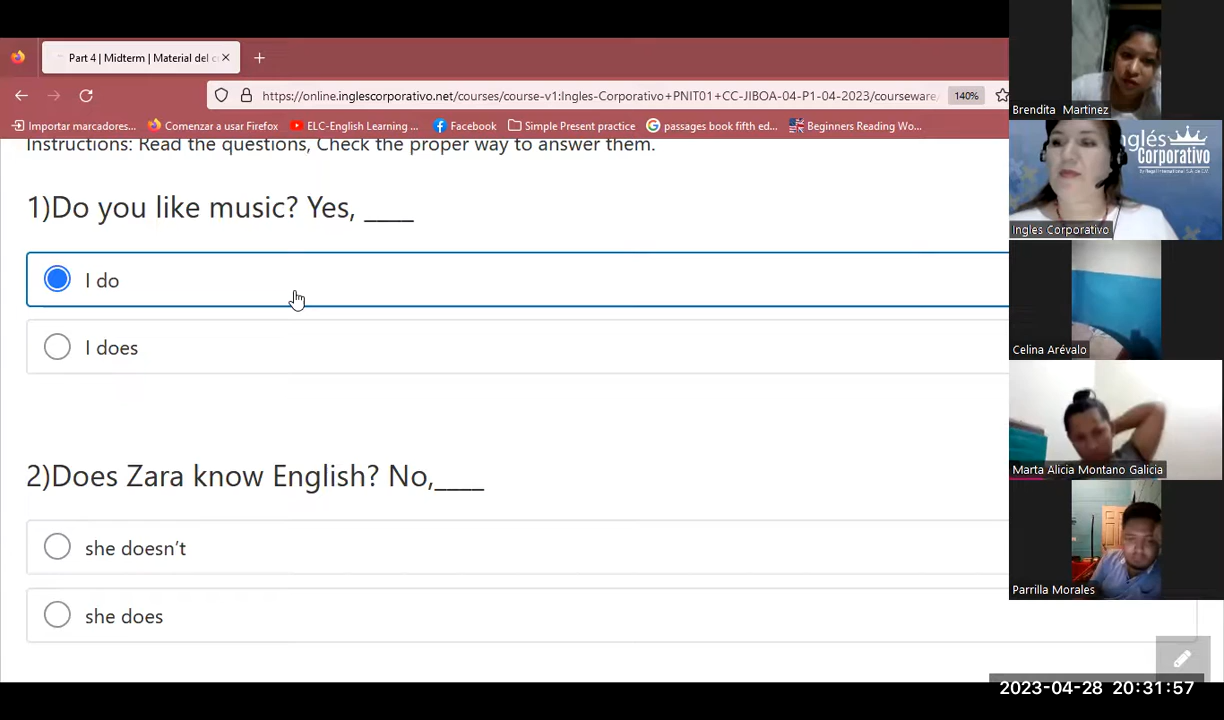 Part 4 | Midterm | Material del c
https://online.inglescorporativo.net/courses/course-v1:Ingles-Corporativo+PNIT01+CC-JIBOA-04-P1-04-2023/courseware/
140%
Importar marcadores...
Comenzar a usar Firefox
ELC-English Learning ...
Facebook
Simple Present practice
passages book fifth ed...
Beginners Reading Wo...
Instructions: Read the questions, Check the proper way to answer them.
1)Do you like music? Yes, ____
I do
I does
2)Does Zara know English? No,____
she doesn't
she does
Brendita Martinez
nglés
Corporativo
Ingles Corporativo
Celina Arévalo
Marta Alicia Montano Galicia
Parrilla Morales
2023-04-28 20:31:57